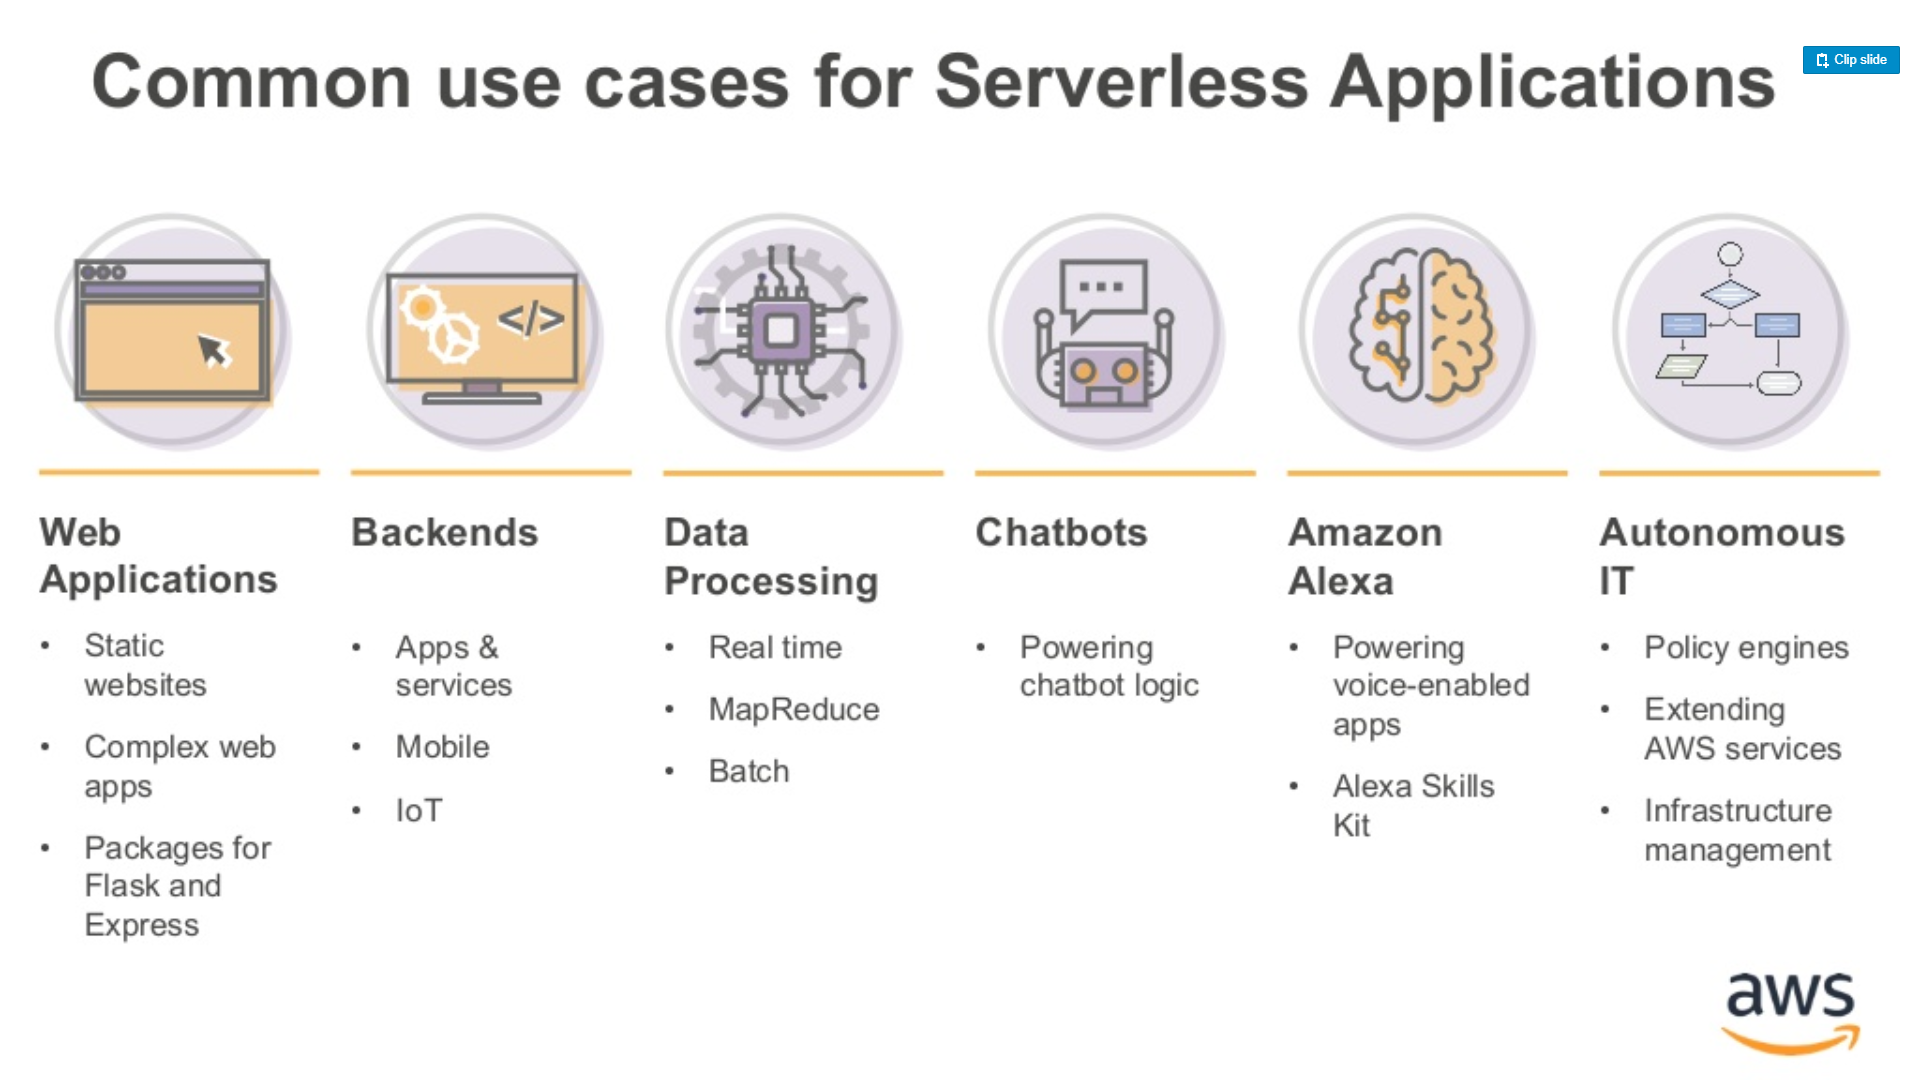 Common use cases for Serverless Applications
Clip slide
</>
Web
Applications
• Static
websites
• Complex web
apps
• Packages for
Flask and
Express
Backends
• Apps &
services
• Mobile
• IoT
Data
Processing
• Real time
• MapReduce
• Batch
Chatbots
• Powering
chatbot logic
Amazon
Alexa
• Powering
voice-enabled
apps
• Alexa Skills
Kit
Autonomous
IT
• Policy engines
• Extending
AWS services
• Infrastructure
management
aws